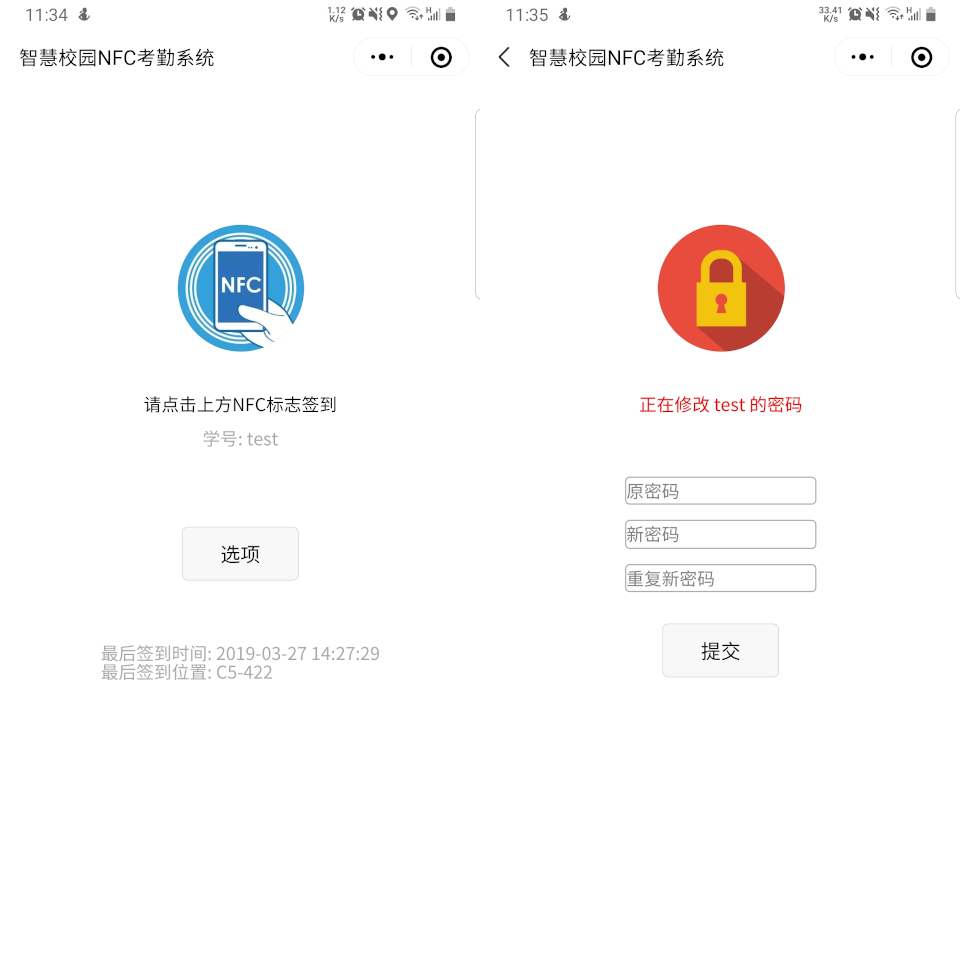 11:34
1.12
K/s
H
智慧校园NFC考勤系统
NFC
请点击上方NFC标志签到
学号: test
选项
最后签到时间: 2019-03-27 14:27:29
最后签到位置: C5-422
11:35
33.41
K/s
H
智慧校园NFC考勤系统
正在修改 test 的密码
原密码
新密码
重复新密码
提交